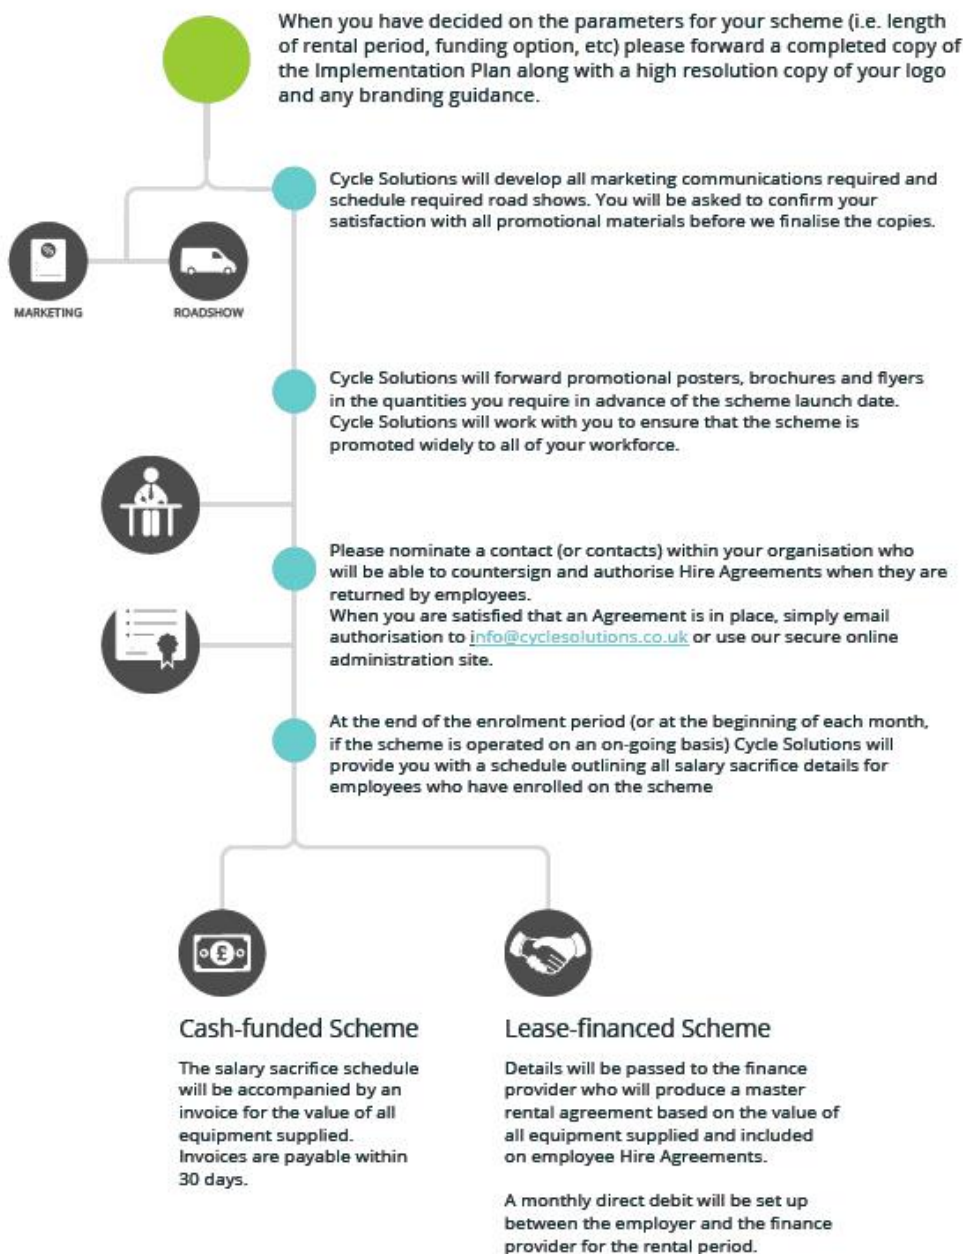 When you have decided on the parameters for your scheme (i.e. length
of rental period, funding option, etc) please forward a completed copy of
the Implementation Plan along with a high resolution copy of your logo
and any branding guidance.
Cycle Solutions will develop all marketing communications required and
schedule required road shows. You will be asked to confirm your
satisfaction with all promotional materials before we finalise the copies.
%
MARKETING
ROADSHOW
Cycle Solutions will forward promotional posters, brochures and flyers
in the quantities you require in advance of the scheme launch date.
Cycle Solutions will work with you to ensure that the scheme is
promoted widely to all of your workforce.
Please nominate a contact (or contacts) within your organisation who
will be able to countersign and authorise Hire Agreements when they are
returned by employees.
When you are satisfied that an Agreement is in place, simply email
authorisation to info@cyclesolutions.co.uk or use our secure online
administration site.
At the end of the enrolment period (or at the beginning of each month,
if the scheme is operated on an on-going basis) Cycle Solutions will
provide you with a schedule outlining all salary sacrifice details for
employees who have enrolled on the scheme
£
Cash-funded Scheme
The salary sacrifice schedule
will be accompanied by an
invoice for the value of all
equipment supplied.
Invoices are payable within
30 days.
Lease-financed Scheme
Details will be passed to the finance
provider who will produce a master
rental agreement based on the value of
all equipment supplied and included
on employee Hire Agreements.
A monthly direct debit will be set up
between the employer and the finance
provider for the rental period.